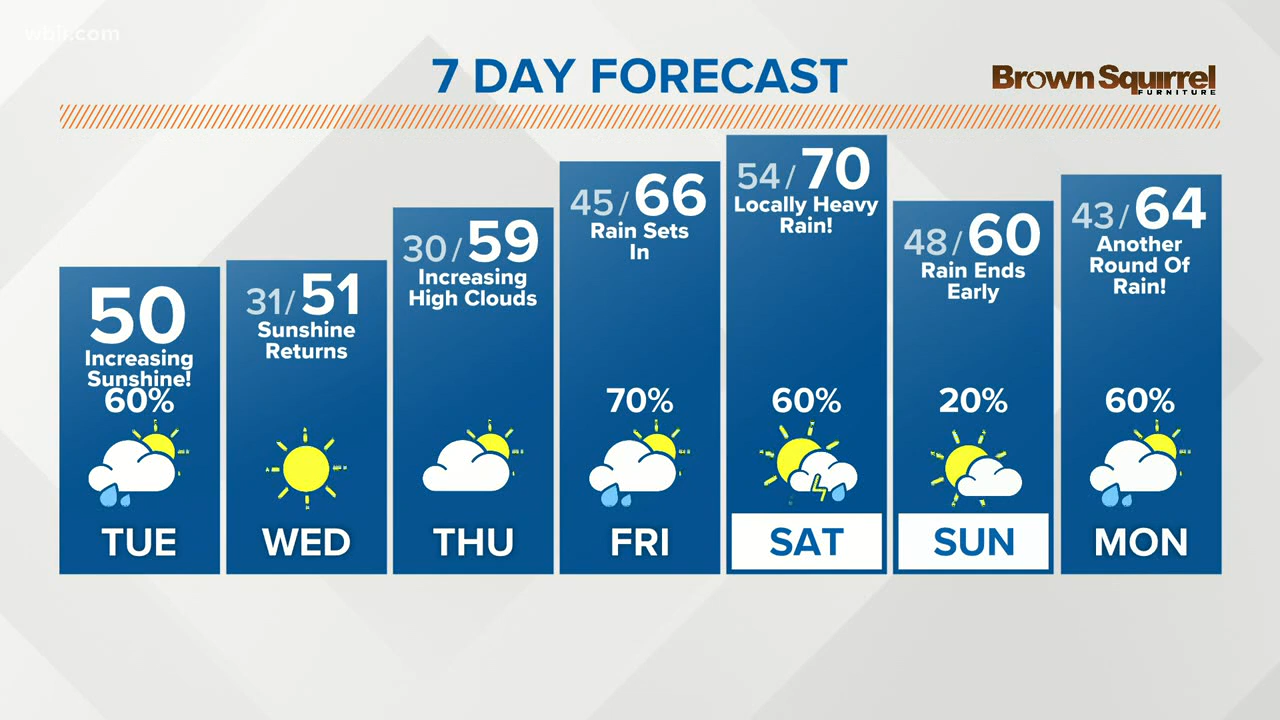 wbir.com
7 DAY FORECAST
Brown Squirrel
FURNITURE
50
Increasing
Sunshine!
60%
TUE
31/51
Sunshine
Returns
WED
30/59
Increasing
High Clouds
THU
45/66
Rain Sets
In
70%
FRI
54/70
Locally Heavy
Rain!
60%
SAT
48/60
Rain Ends
Early
20%
SUN
43/64
Another
Round Of
Rain!
60%
MON